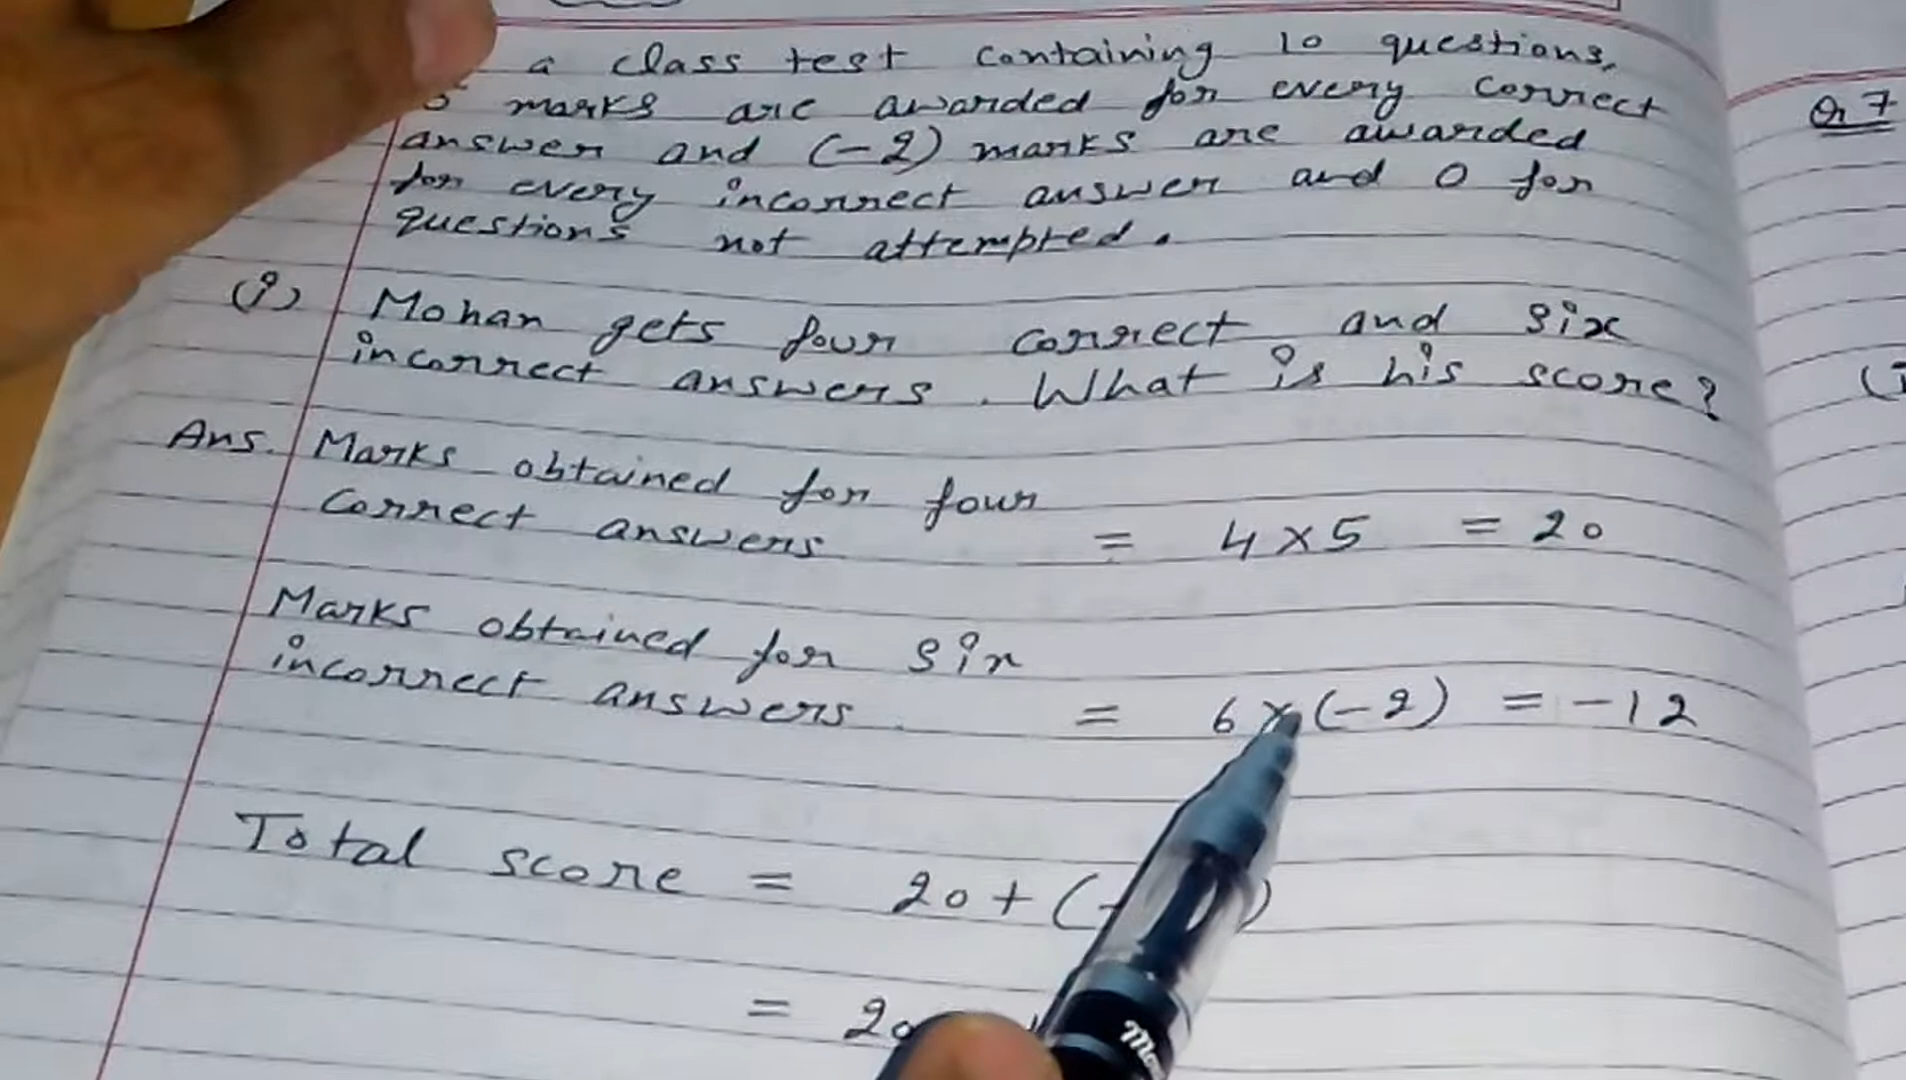 a class test containing 10 questions,
5 marks are awarded for every correct
answer and (-2) marks are awarded
for every incorrect answer and 0 for
questions not attempted.
(i) Mohan gets four correct and six
incorrect answers. What is his score?
Ans. Marks obtained for four
correct answers = 4 × 5 = 20
Marks obtained for six
incorrect answers = 6 × (-2) = -12
Total score = 20 + (- )
= 20
Q 7